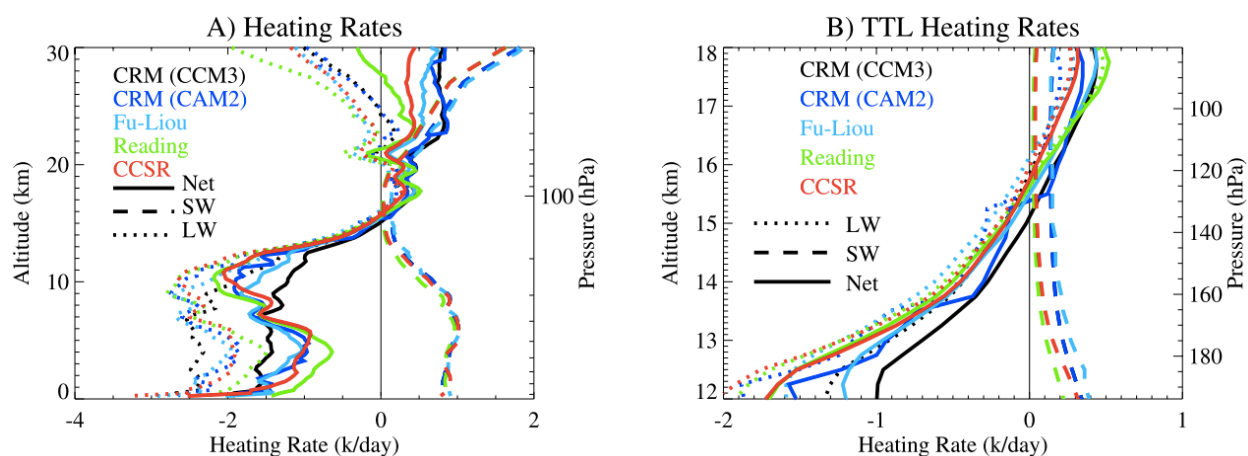 A) Heating Rates
30
20
10
0
Altitude (km)
CRM (CCM3)
CRM (CAM2)
Fu-Liou
Reading
CCSR
Net
SW
LW
100
Pressure (hPa)
-4
-2
0
2
Heating Rate (k/day)
B) TTL Heating Rates
18
17
16
15
14
13
12
Altitude (km)
CRM (CCM3)
CRM (CAM2)
Fu-Liou
Reading
CCSR
LW
SW
Net
100
120
140
160
180
Pressure (hPa)
-2
-1
0
1
Heating Rate (k/day)